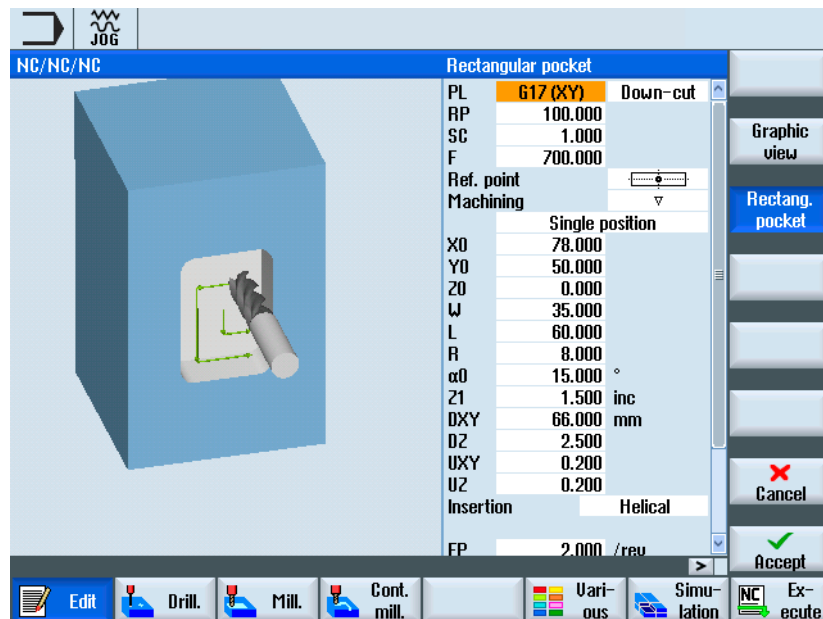 JOG
NC/NC/NC
Rectangular pocket
PL G17 (XY) Down-cut
RP 100.000
SC 1.000
F 700.000
Ref. point
Machining ▽
Single position
X0 78.000
Y0 50.000
Z0 0.000
W 35.000
L 60.000
R 8.000
α0 15.000 °
Z1 1.500 inc
DXY 66.000 mm
DZ 2.500
UXY 0.200
UZ 0.200
Insertion Helical
EP 2.000 /rev
Graphic
view
Rectang.
pocket
Cancel
Accept
Edit
Drill.
Mill.
Cont.
mill.
Vari-
ous
Simu-
lation
NC
Ex-
ecute